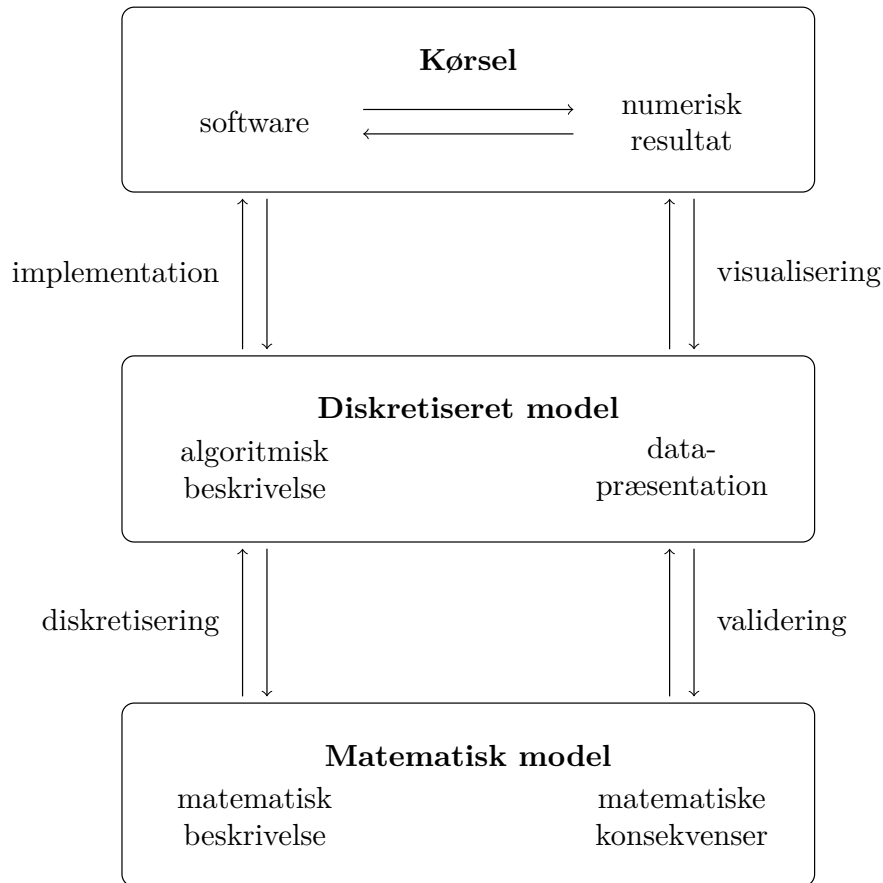 Kørsel
software
numerisk
resultat
implementation
visualisering
Diskretiseret model
algoritmisk
beskrivelse
data-
præsentation
diskretisering
validering
Matematisk model
matematisk
beskrivelse
matematiske
konsekvenser